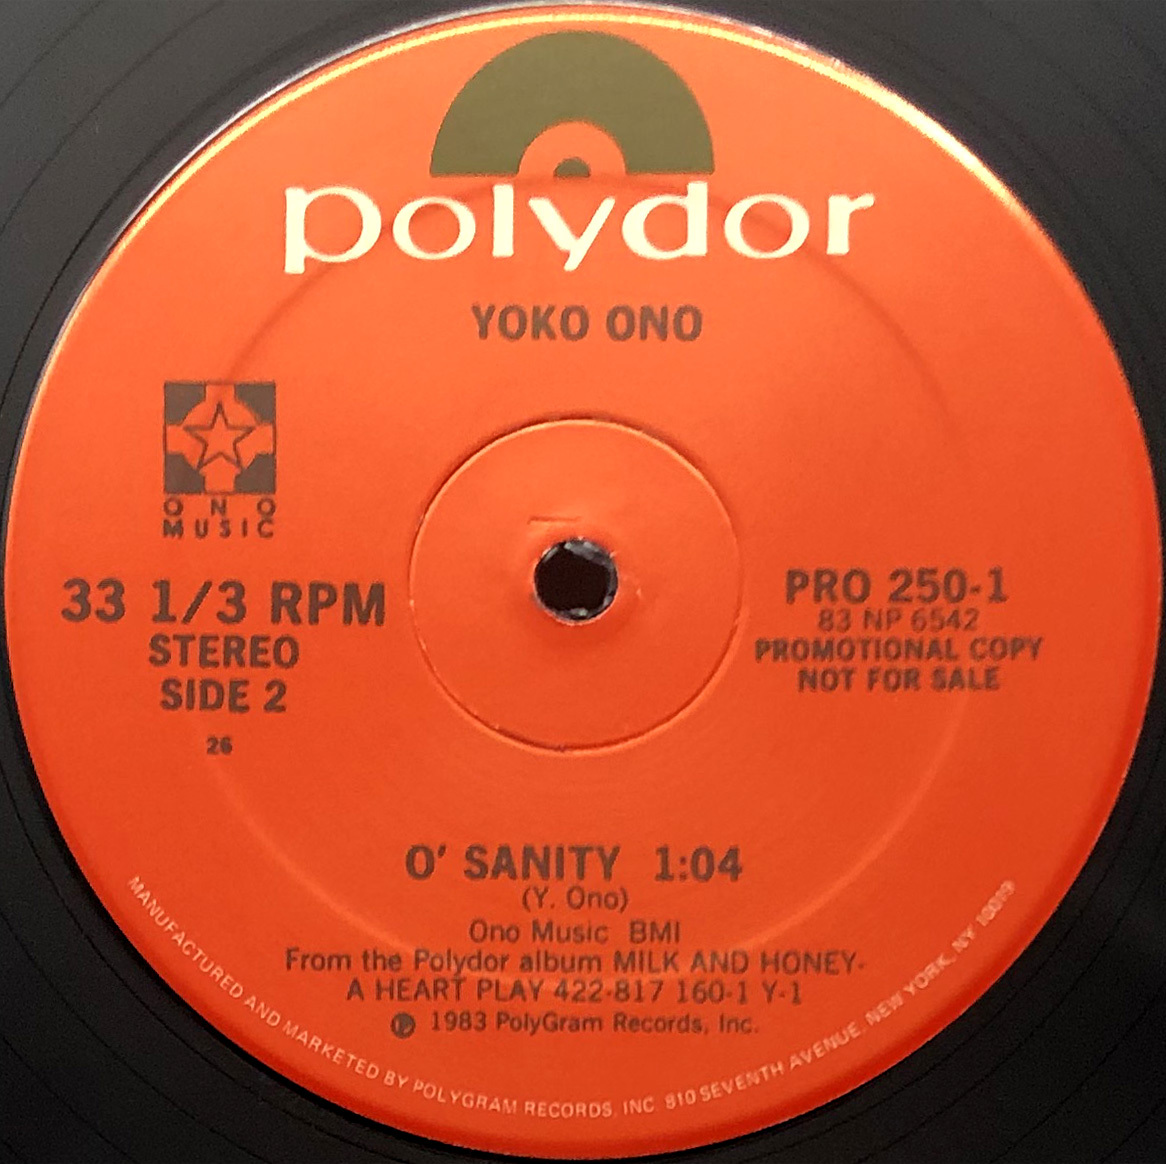 polydor
YOKO ONO
ONO
MUSIC
33 1/3 RPM
STEREO
SIDE 2
26
PRO 250-1
83 NP 6542
PROMOTIONAL COPY
NOT FOR SALE
O' SANITY 1:04
(Y. Ono)
Ono Music BMI
From the Polydor album MILK AND HONEY-
A HEART PLAY 422-817 160-1 Y-1
℗ 1983 PolyGram Records, Inc.
MANUFACTURED AND MARKETED BY POLYGRAM RECORDS, INC. 810 SEVENTH AVENUE, NEW YORK, NY 10019